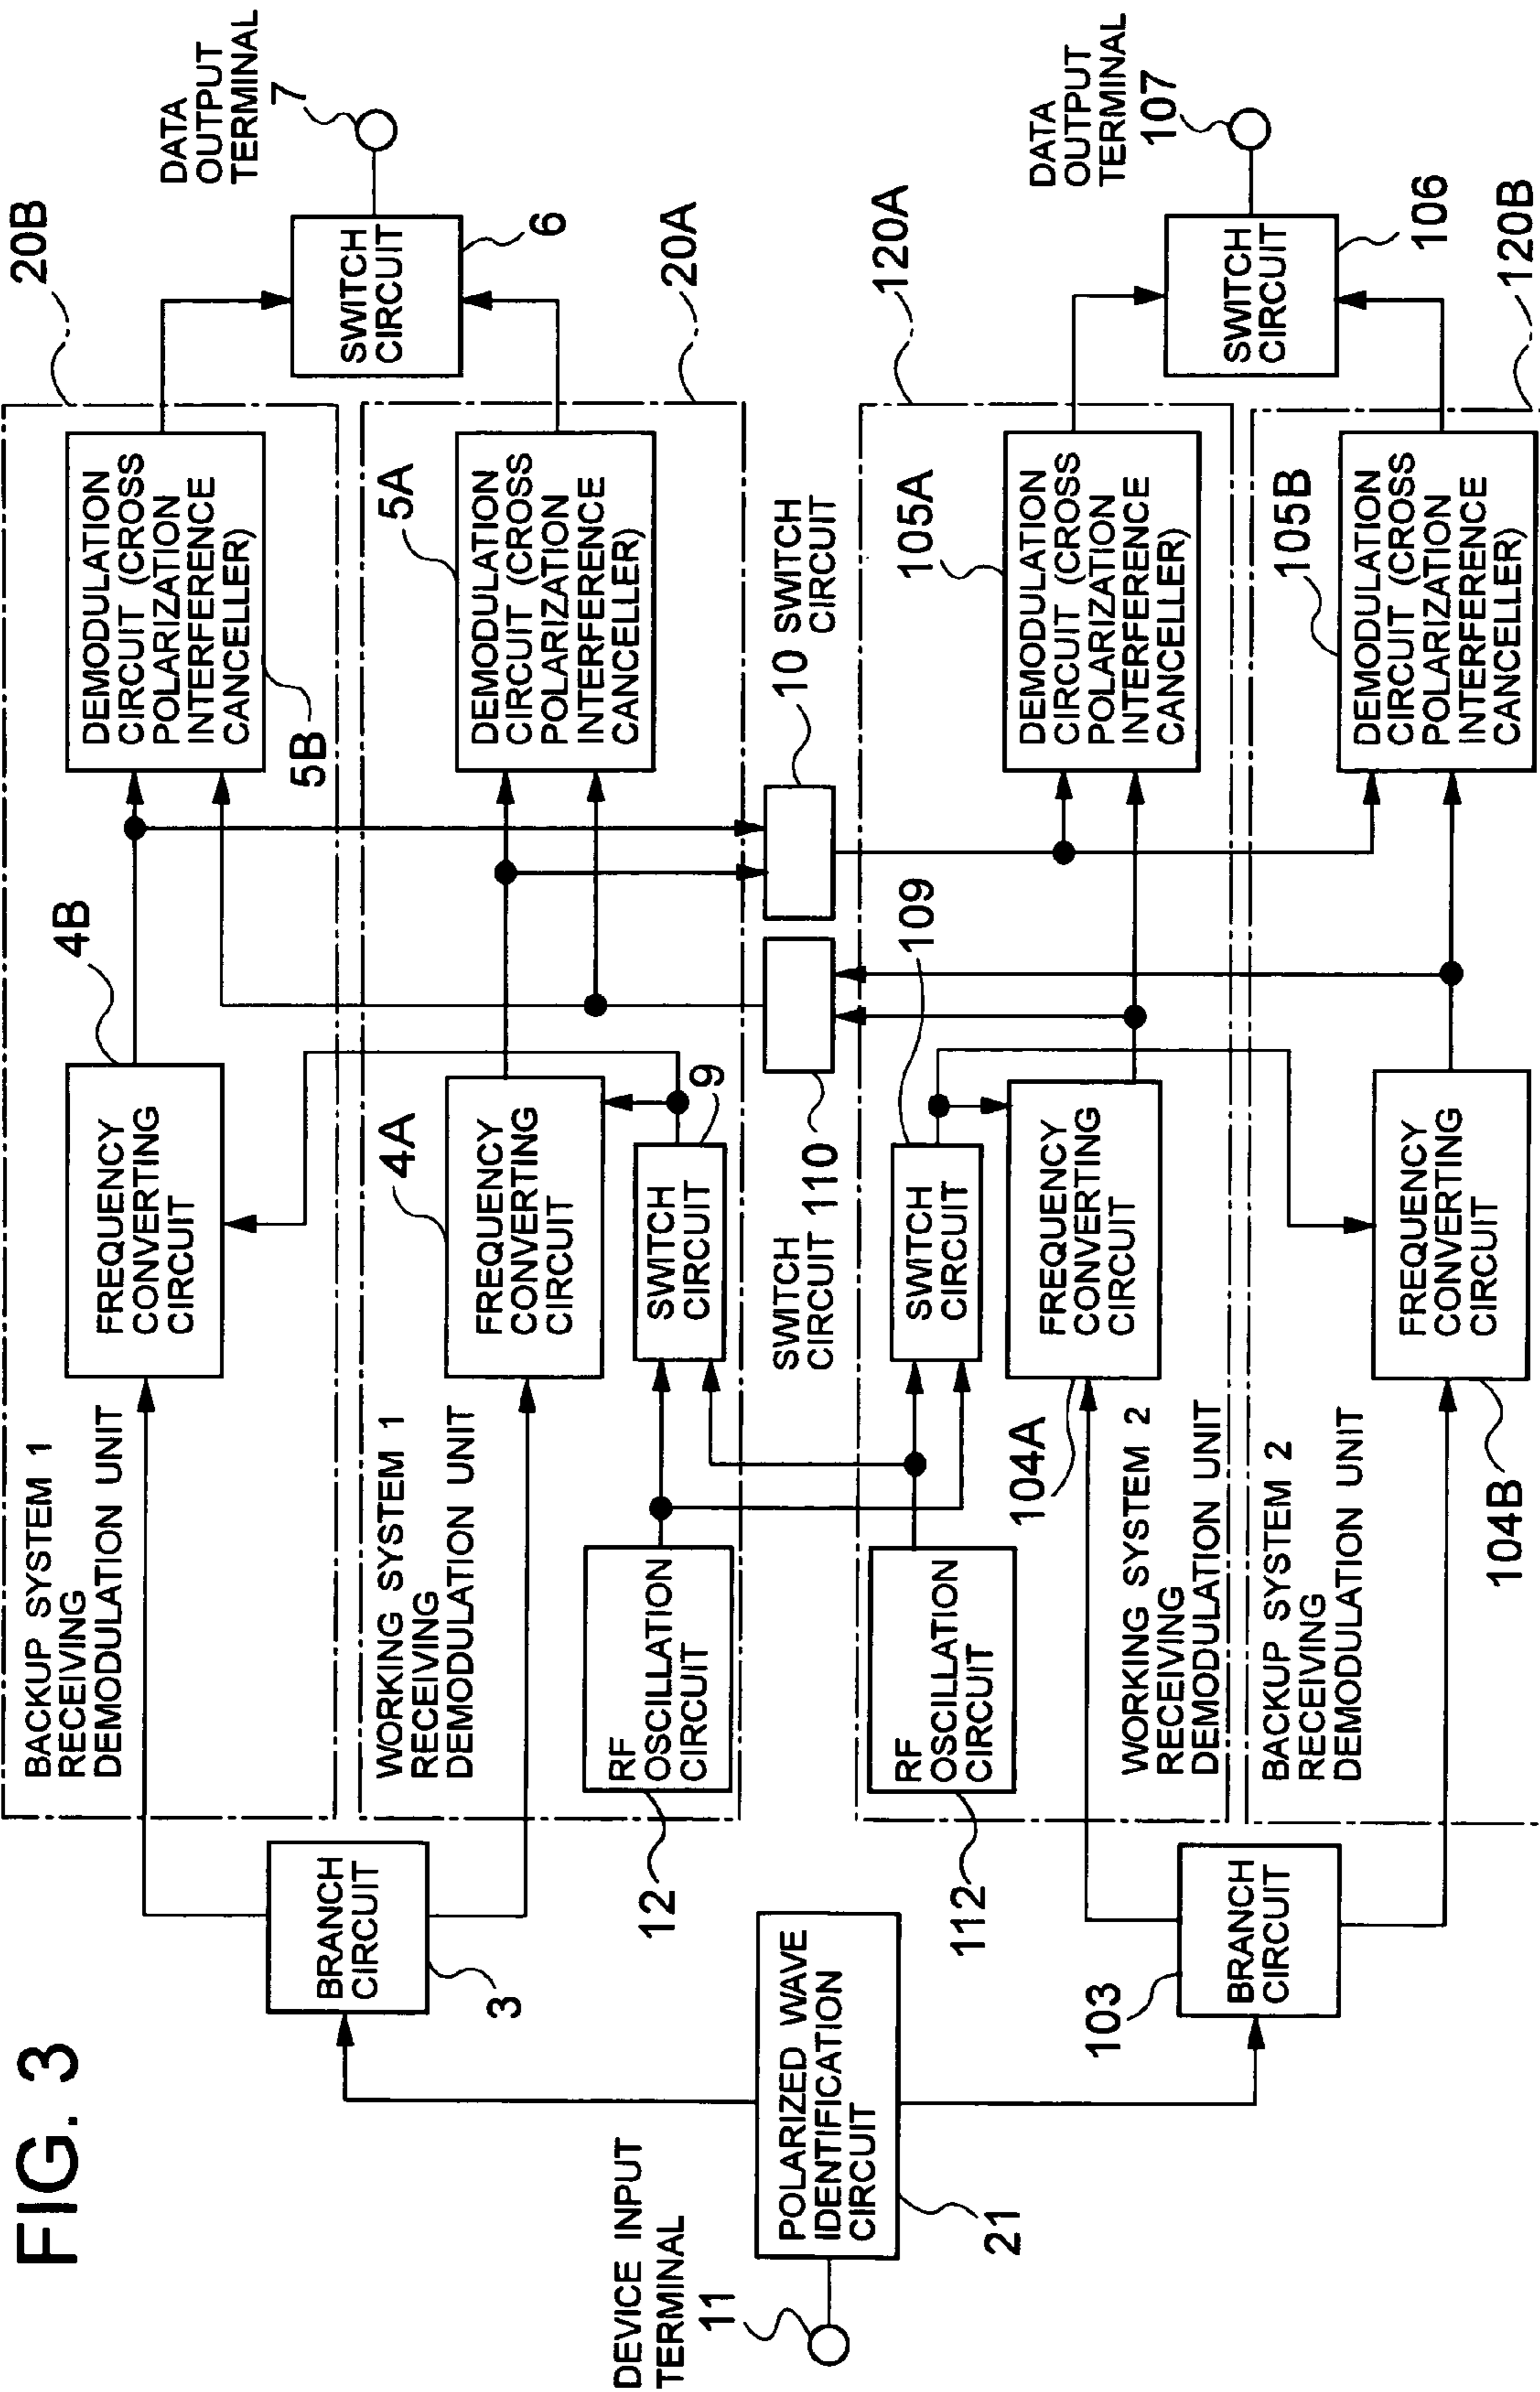 FIG. 3
DEVICE INPUT
TERMINAL
11
POLARIZED WAVE
IDENTIFICATION
CIRCUIT
21
BRANCH
CIRCUIT
3
BRANCH
CIRCUIT
103
BACKUP SYSTEM 1
RECEIVING
DEMODULATION UNIT
20B
FREQUENCY
CONVERTING
CIRCUIT
4B
DEMODULATION
CIRCUIT (CROSS
POLARIZATION
INTERFERENCE
CANCELLER)
5B
WORKING SYSTEM 1
RECEIVING
DEMODULATION UNIT
20A
FREQUENCY
CONVERTING
CIRCUIT
4A
DEMODULATION
CIRCUIT (CROSS
POLARIZATION
INTERFERENCE
CANCELLER)
5A
RF
OSCILLATION
CIRCUIT
12
SWITCH
CIRCUIT
9
SWITCH
CIRCUIT
6
DATA
OUTPUT
TERMINAL
7
SWITCH
CIRCUIT 110
10 SWITCH
CIRCUIT
RF
OSCILLATION
CIRCUIT
112
SWITCH
CIRCUIT
109
WORKING SYSTEM 2
RECEIVING
DEMODULATION UNIT
120A
FREQUENCY
CONVERTING
CIRCUIT
104A
DEMODULATION
CIRCUIT (CROSS
POLARIZATION
INTERFERENCE
CANCELLER)
105A
BACKUP SYSTEM 2
RECEIVING
DEMODULATION UNIT
120B
FREQUENCY
CONVERTING
CIRCUIT
104B
DEMODULATION
CIRCUIT (CROSS
POLARIZATION
INTERFERENCE
CANCELLER)
105B
SWITCH
CIRCUIT
106
DATA
OUTPUT
TERMINAL
107